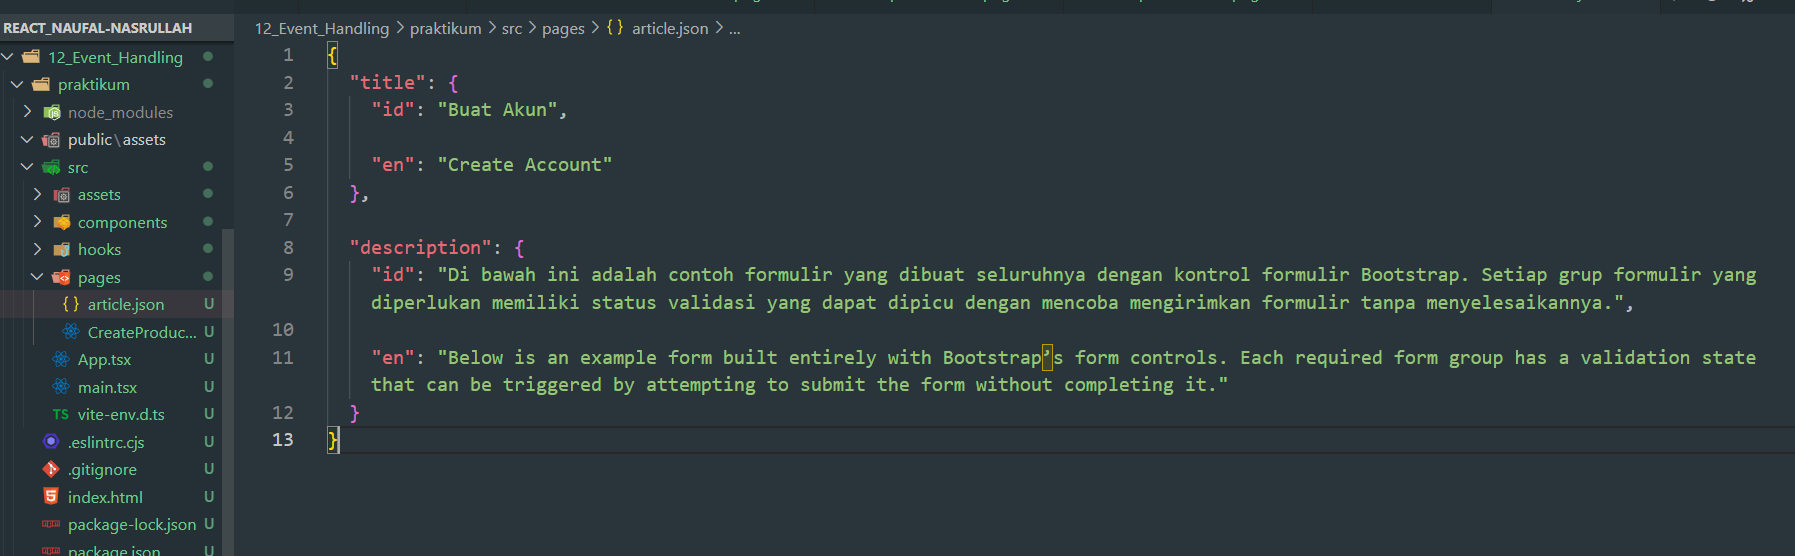 REACT_NAUFAL-NASRULLAH
12_Event_Handling
praktikum
node_modules
public\assets
src
assets
components
hooks
pages
{} article.json U
CreateProduc... U
App.tsx U
main.tsx U
TS vite-env.d.ts U
.eslintrc.cjs U
.gitignore U
index.html U
package-lock.json U
package.json U
12_Event_Handling > praktikum > src > pages > {} article.json > ...
1 {
2 "title": {
3 "id": "Buat Akun",
4
5 "en": "Create Account"
6 },
7
8 "description": {
9 "id": "Di bawah ini adalah contoh formulir yang dibuat seluruhnya dengan kontrol formulir Bootstrap. Setiap grup formulir yang
diperlukan memiliki status validasi yang dapat dipicu dengan mencoba mengirimkan formulir tanpa menyelesaikannya.",
10
11 "en": "Below is an example form built entirely with Bootstrap’s form controls. Each required form group has a validation state
that can be triggered by attempting to submit the form without completing it."
12 }
13 }